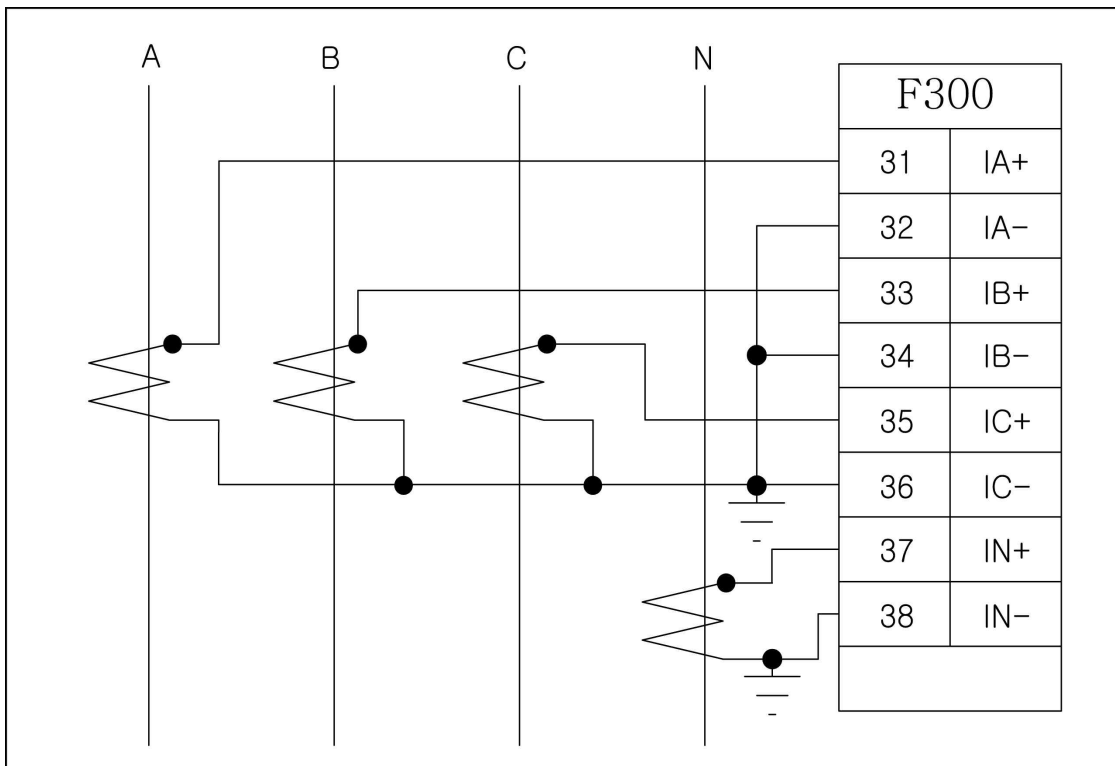 A B C N
F300
31 IA+
32 IA-
33 IB+
34 IB-
35 IC+
36 IC-
37 IN+
38 IN-